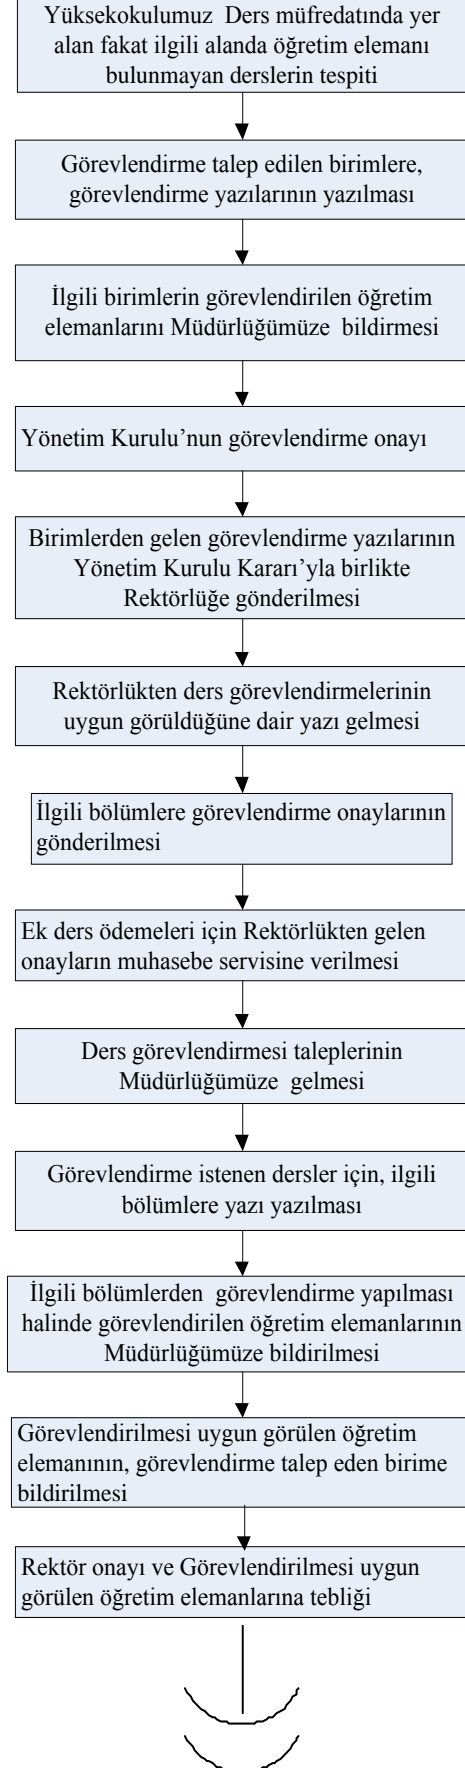 Yüksekokulumuz Ders müfredatında yer
alan fakat ilgili alanda öğretim elemanı
bulunmayan derslerin tespiti
Görevlendirme talep edilen birimlere,
görevlendirme yazılarının yazılması
İlgili birimlerin görevlendirilen öğretim
elemanlarını Müdürlüğümüze bildirmesi
Yönetim Kurulu’nun görevlendirme onayı
Birimlerden gelen görevlendirme yazılarının
Yönetim Kurulu Kararı’yla birlikte
Rektörlüğe gönderilmesi
Rektörlükten ders görevlendirmelerinin
uygun görüldüğüne dair yazı gelmesi
İlgili bölümlere görevlendirme onaylarının
gönderilmesi
Ek ders ödemeleri için Rektörlükten gelen
onayların muhasebe servisine verilmesi
Ders görevlendirmesi taleplerinin
Müdürlüğümüze gelmesi
Görevlendirme istenen dersler için, ilgili
bölümlere yazı yazılması
İlgili bölümlerden görevlendirme yapılması
halinde görevlendirilen öğretim elemanlarının
Müdürlüğümüze bildirilmesi
Görevlendirilmesi uygun görülen öğretim
elemanının, görevlendirme talep eden birime
bildirilmesi
Rektör onayı ve Görevlendirilmesi uygun
görülen öğretim elemanlarına tebliği